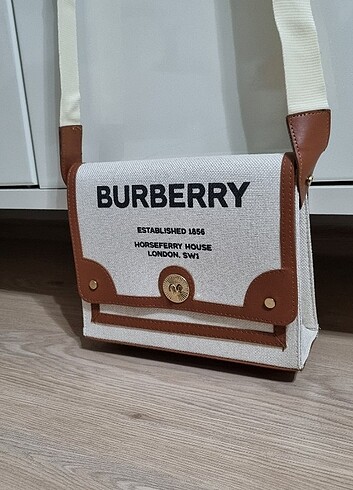 BURBERRY
ESTABLISHED 1856
HORSEFERRY HOUSE
LONDON, SW1